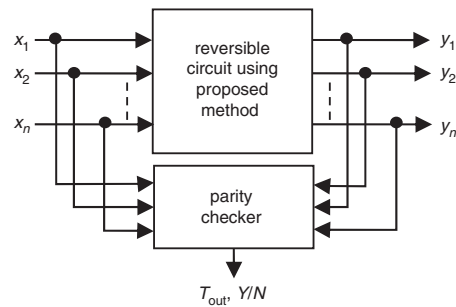 x1
x2
xn
reversible
circuit using
proposed
method
y1
y2
yn
parity
checker
Tout, Y/N